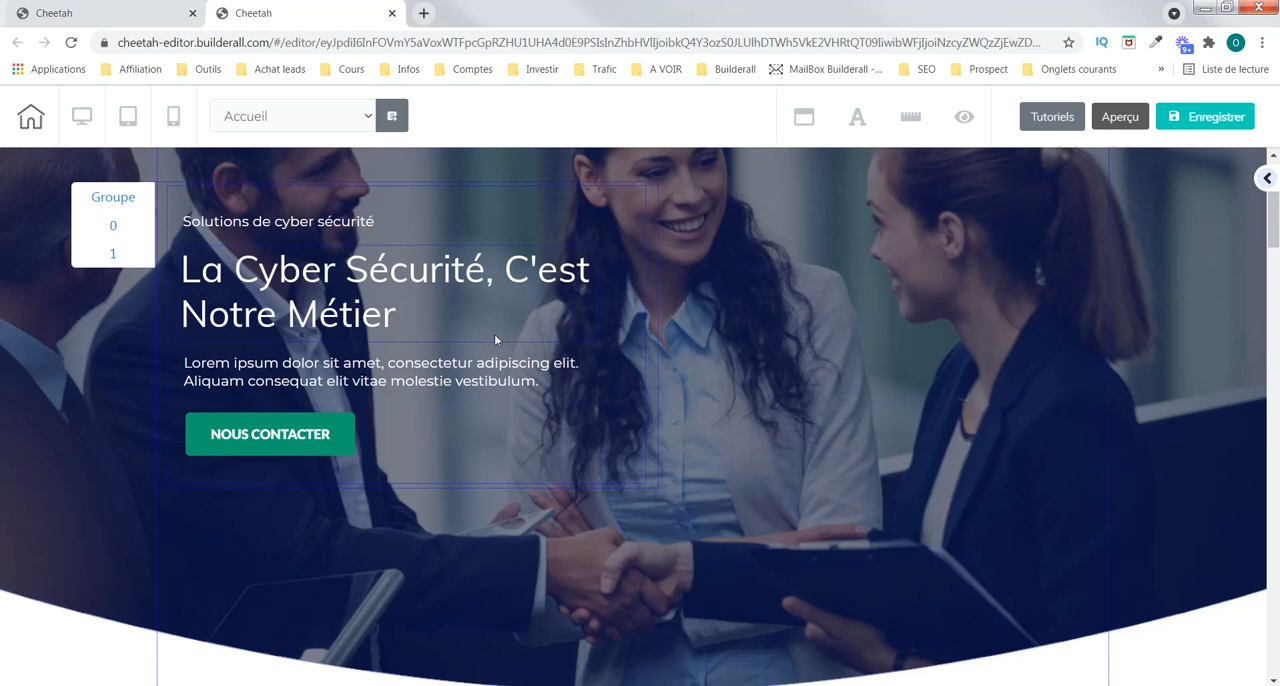 Cheetah
Cheetah
cheetah-editor.builderall.com/#/editor/
Applications
Affiliation
Outils
Achat leads
Cours
Infos
Comptes
Investir
Trafic
A VOIR
Builderall
MailBox Builderall -...
SEO
Prospect
Onglets courants
»
Liste de lecture
IQ
9+
O
Accueil
A
Tutoriels
Aperçu
Enregistrer
Groupe
0
1
Solutions de cyber sécurité
La Cyber Sécurité, C'est
Notre Métier
Lorem ipsum dolor sit amet, consectetur adipiscing elit.
Aliquam consequat elit vitae molestie vestibulum.
NOUS CONTACTER